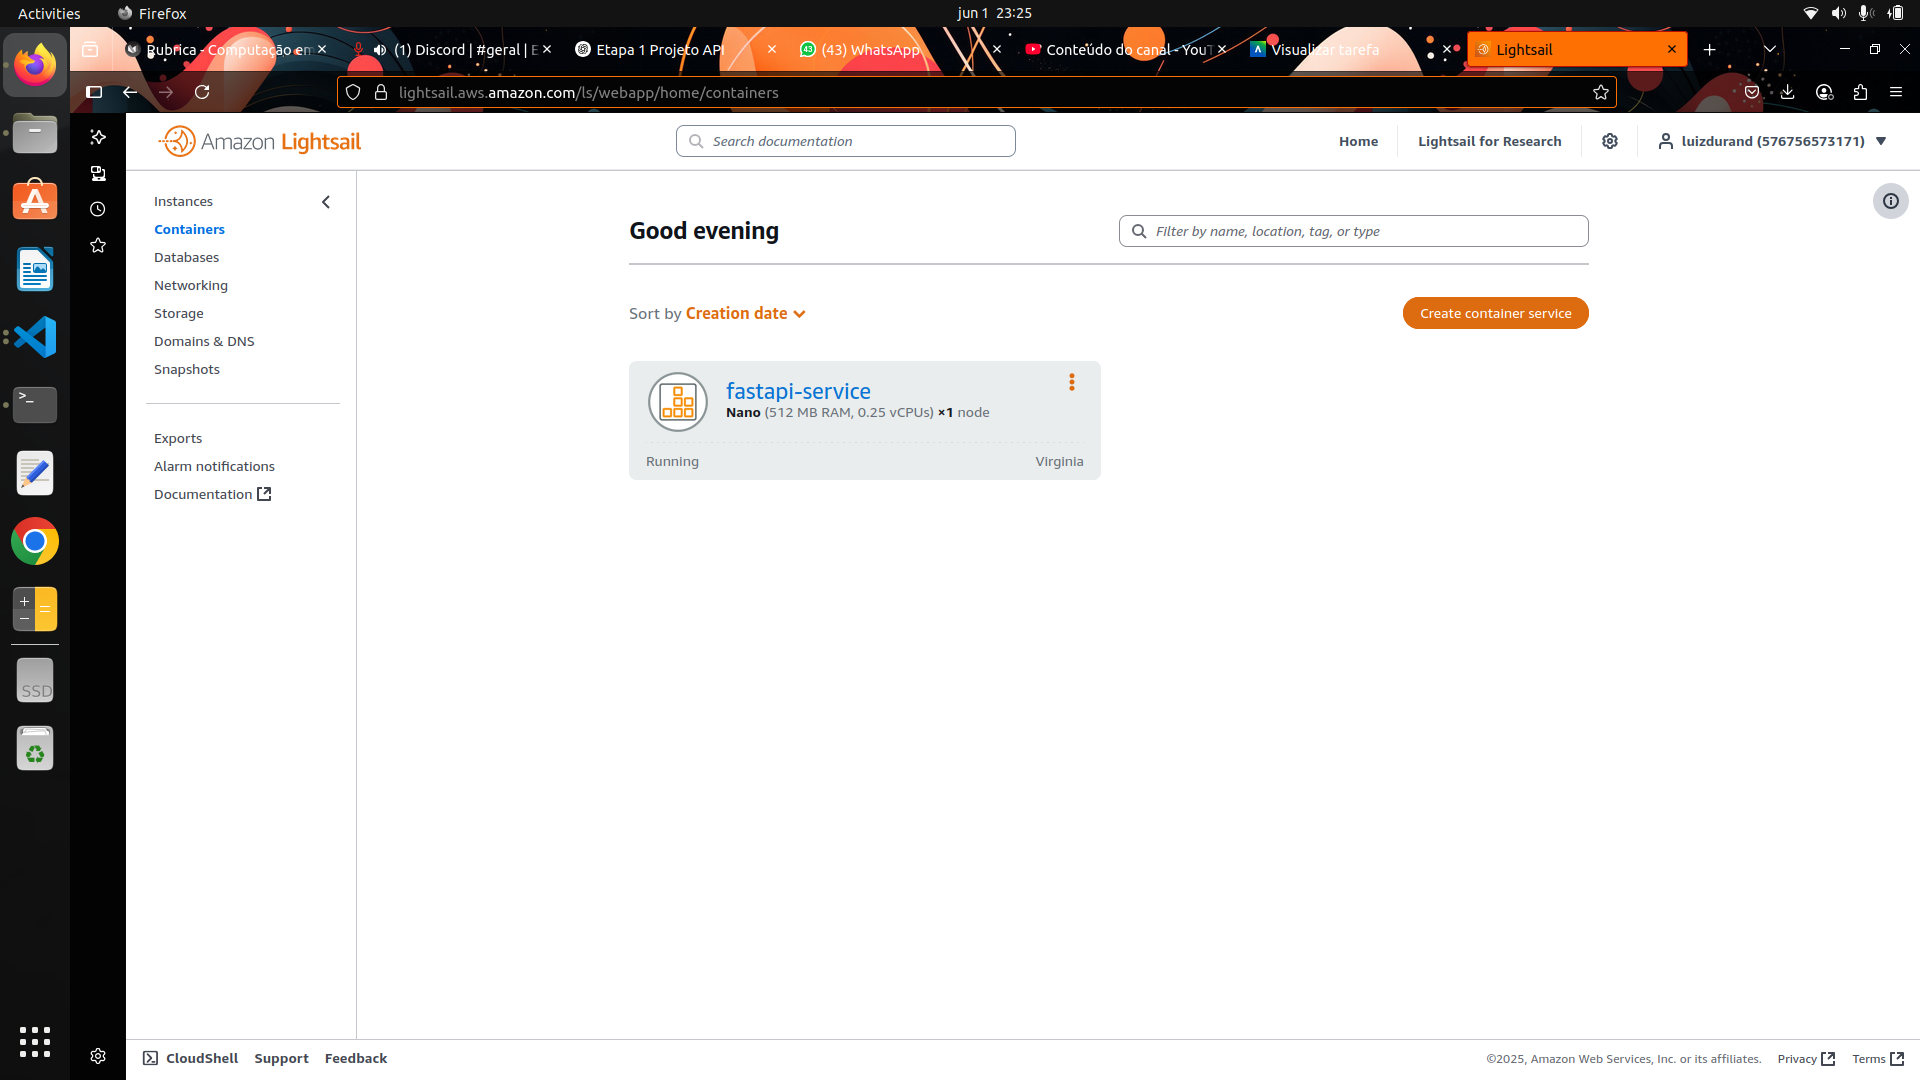 Activities
Firefox
jun 1 23:25
Rubrica - Computação em
(1) Discord | #geral | E
Etapa 1 Projeto API
(43) WhatsApp
Conteúdo do canal - YouT
Visualizar tarefa
Lightsail
lightsail.aws.amazon.com/ls/webapp/home/containers
Amazon Lightsail
Search documentation
Home
Lightsail for Research
luizdurand (576756573171)
Instances
Containers
Databases
Networking
Storage
Domains & DNS
Snapshots
Exports
Alarm notifications
Documentation
Good evening
Filter by name, location, tag, or type
Sort by Creation date
Create container service
fastapi-service
Nano (512 MB RAM, 0.25 vCPUs) ×1 node
Running
Virginia
SSD
CloudShell
Support
Feedback
©2025, Amazon Web Services, Inc. or its affiliates.
Privacy
Terms